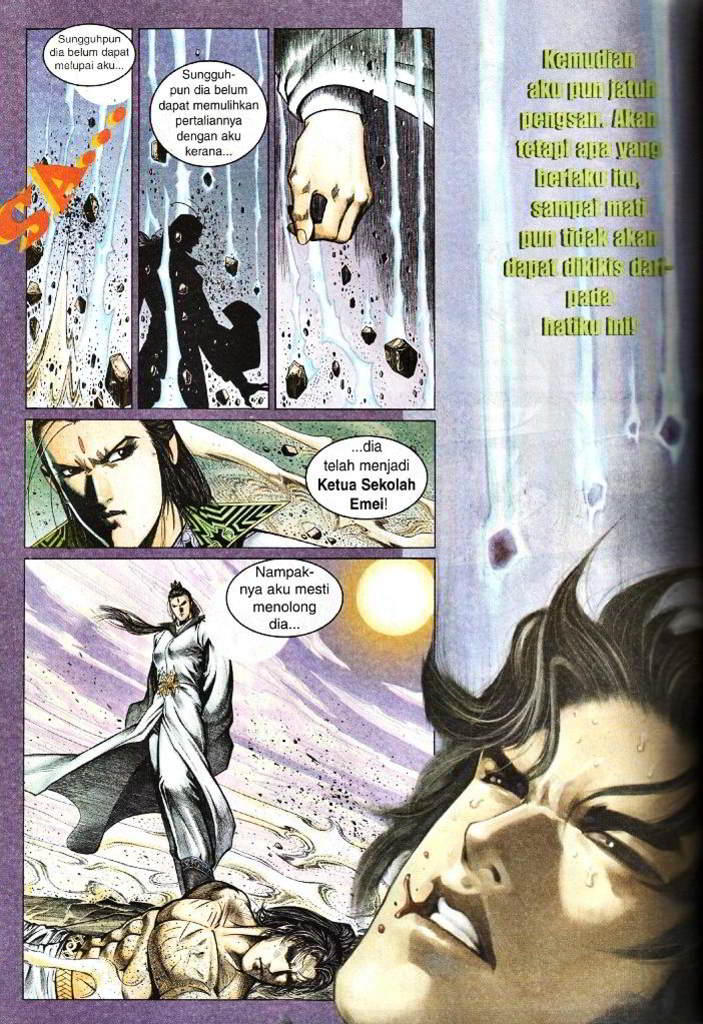 Sungguhpun
dia belum dapat
melupai aku...
SA...
Sungguh-
pun dia belum
dapat memulihkan
pertaliannya
dengan aku
kerana...
...dia
telah menjadi
Ketua Sekolah
Emei!
Nampak-
nya aku mesti
menolong
dia...
Kemudian
aku pun jatuh
pengsan. Akan
tetapi apa yang
berlaku itu,
sampai mati
pun tidak akan
dapat dikikis dari-
pada
hatiku ini!